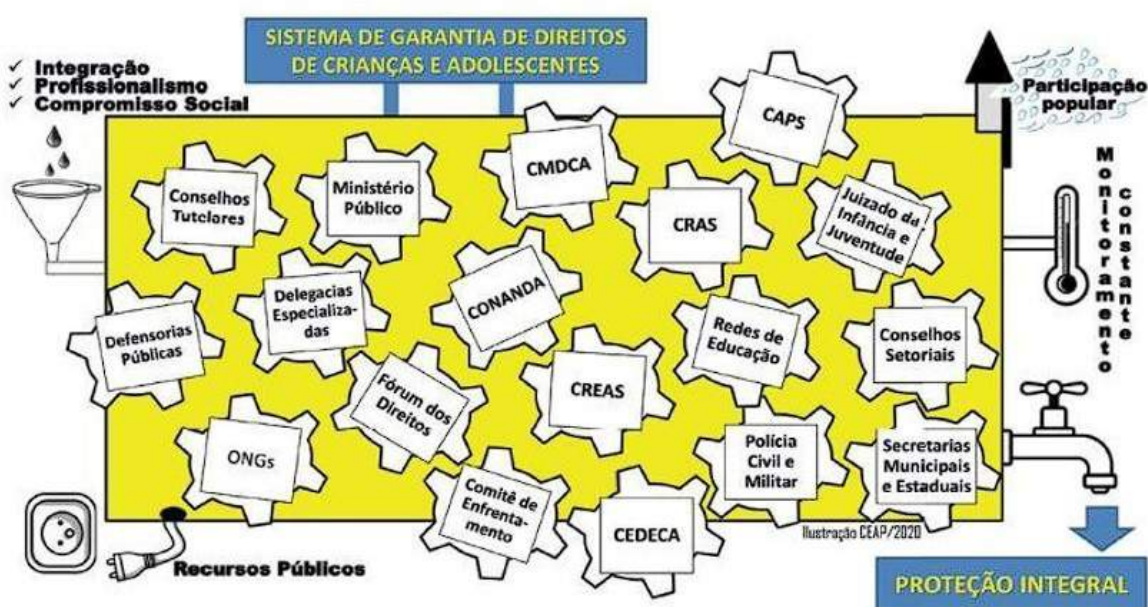 SISTEMA DE GARANTIA DE DIREITOS
DE CRIANÇAS E ADOLESCENTES
Integração
Profissionalismo
Compromisso Social
Participação
popular
CAPS
CMDCA
Conselhos
Tutelares
Ministério
Público
CRAS
Juizado da
Infância e
Juventude
Monitoramento
constante
Delegacias
Especializa-
das
CONANDA
Defensorias
Públicas
Redes de
Educação
Conselhos
Setoriais
Fórum dos
Direitos
CREAS
ONGs
Polícia
Civil e
Militar
Secretarias
Municipais
e Estaduais
Comitê de
Enfrenta-
mento
CEDECA
Ilustração CEAP/2020
Recursos Públicos
PROTEÇÃO INTEGRAL